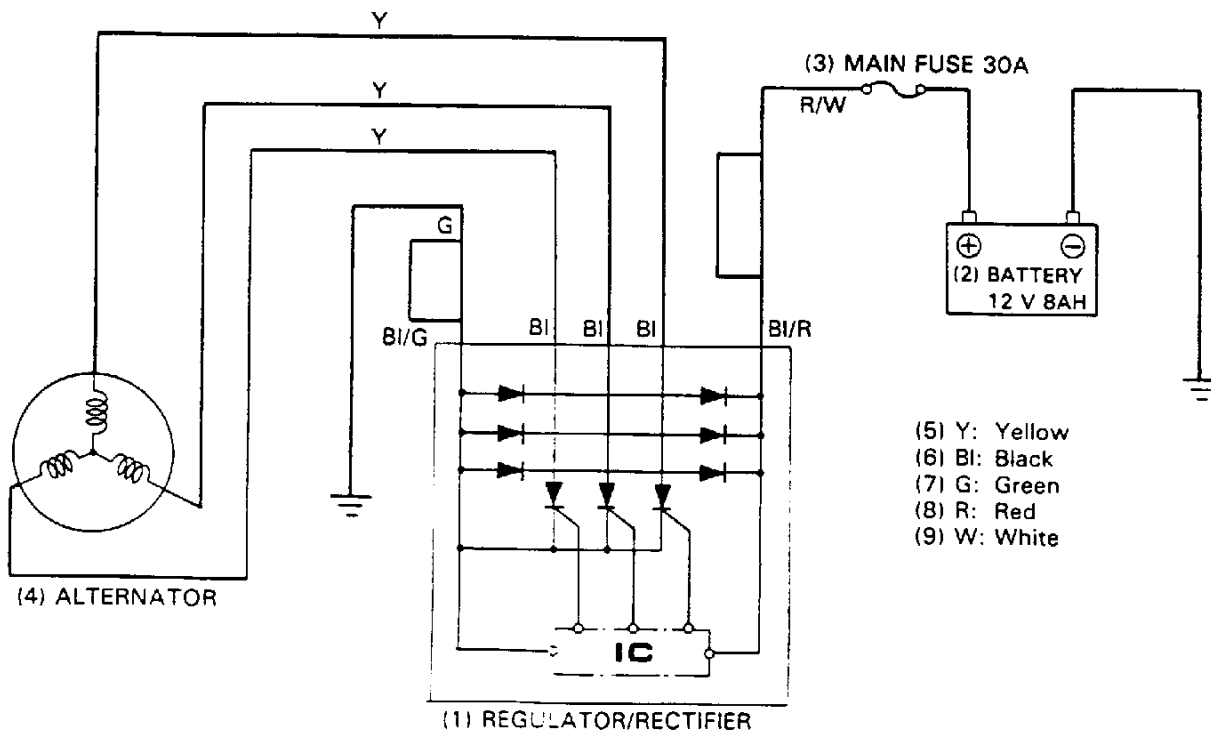 Y
Y
Y
(3) MAIN FUSE 30A
R/W
G
Bl/G
Bl
Bl
Bl
Bl/R
(2) BATTERY
12 V 8AH
(5) Y: Yellow
(6) Bl: Black
(7) G: Green
(8) R: Red
(9) W: White
(4) ALTERNATOR
IC
(1) REGULATOR/RECTIFIER